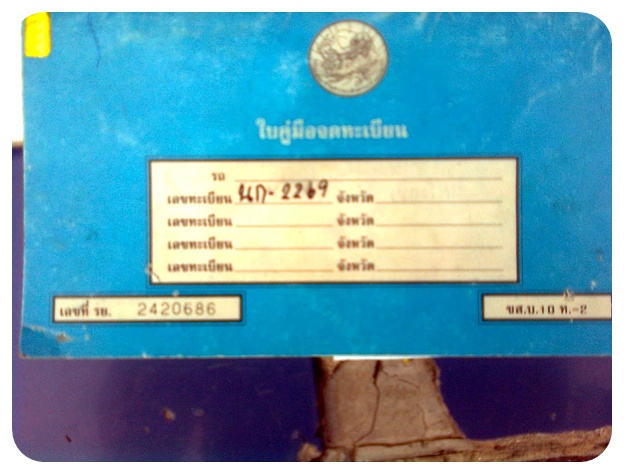 ใบคู่มือจดทะเบียน
รถ
เลขทะเบียน นก-2269 จังหวัด
เลขทะเบียน จังหวัด
เลขทะเบียน จังหวัด
เลขทะเบียน จังหวัด
เลขที่ รย. 2420686
ขส.บ.10 ท.-2